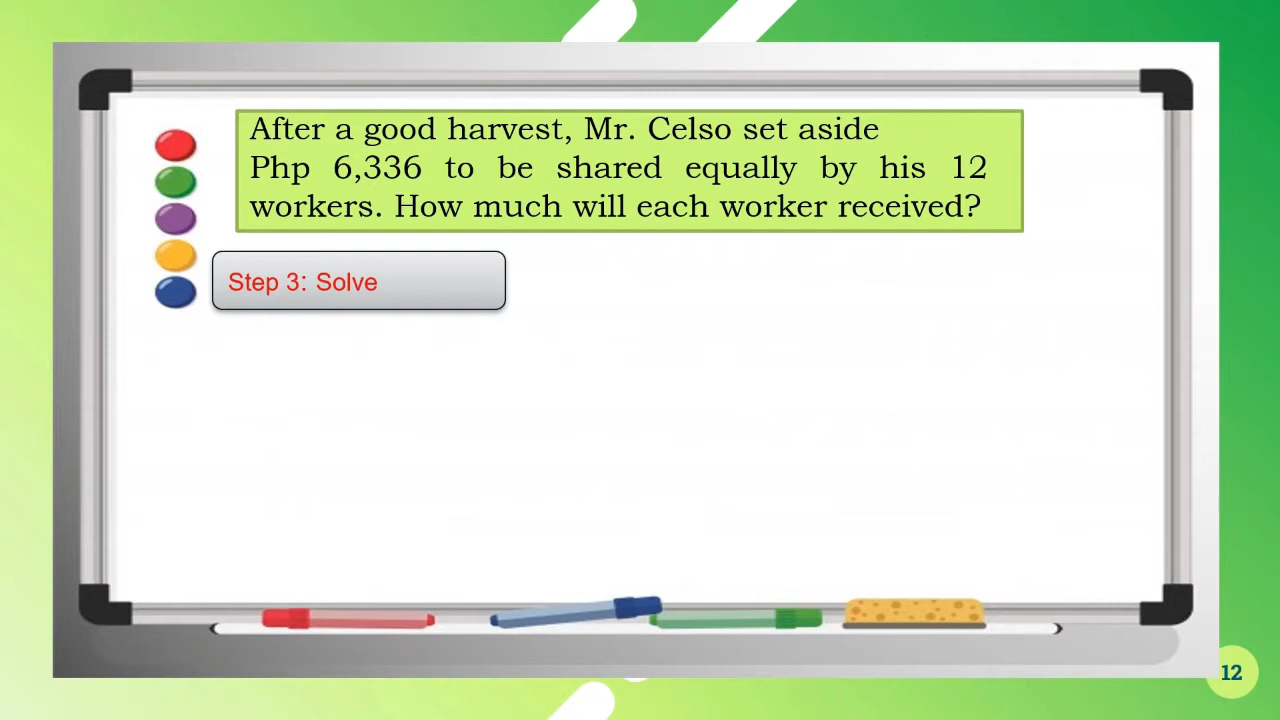 After a good harvest, Mr. Celso set aside
Php 6,336 to be shared equally by his 12
workers. How much will each worker received?
Step 3: Solve
12